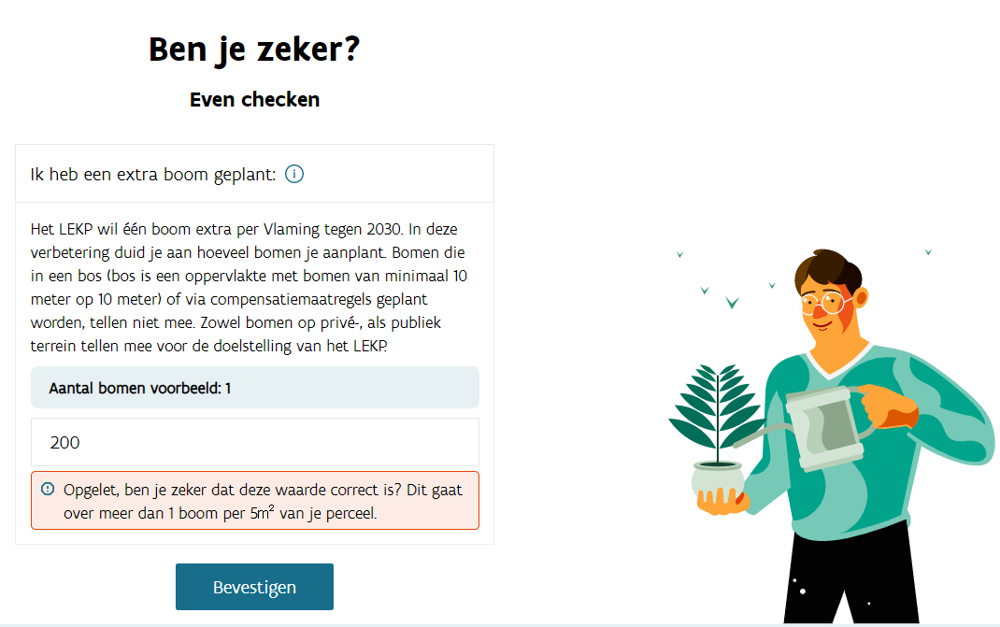 Ben je zeker?
Even checken
Ik heb een extra boom geplant:
Het LEKP wil één boom extra per Vlaming tegen 2030. In deze
verbetering duid je aan hoeveel bomen je aanplant. Bomen die
in een bos (bos is een oppervlakte met bomen van minimaal 10
meter op 10 meter) of via compensatiemaatregels geplant
worden, tellen niet mee. Zowel bomen op privé-, als publiek
terrein tellen mee voor de doelstelling van het LEKP.
Aantal bomen voorbeeld: 1
200
Opgelet, ben je zeker dat deze waarde correct is? Dit gaat
over meer dan 1 boom per 5m² van je perceel.
Bevestigen